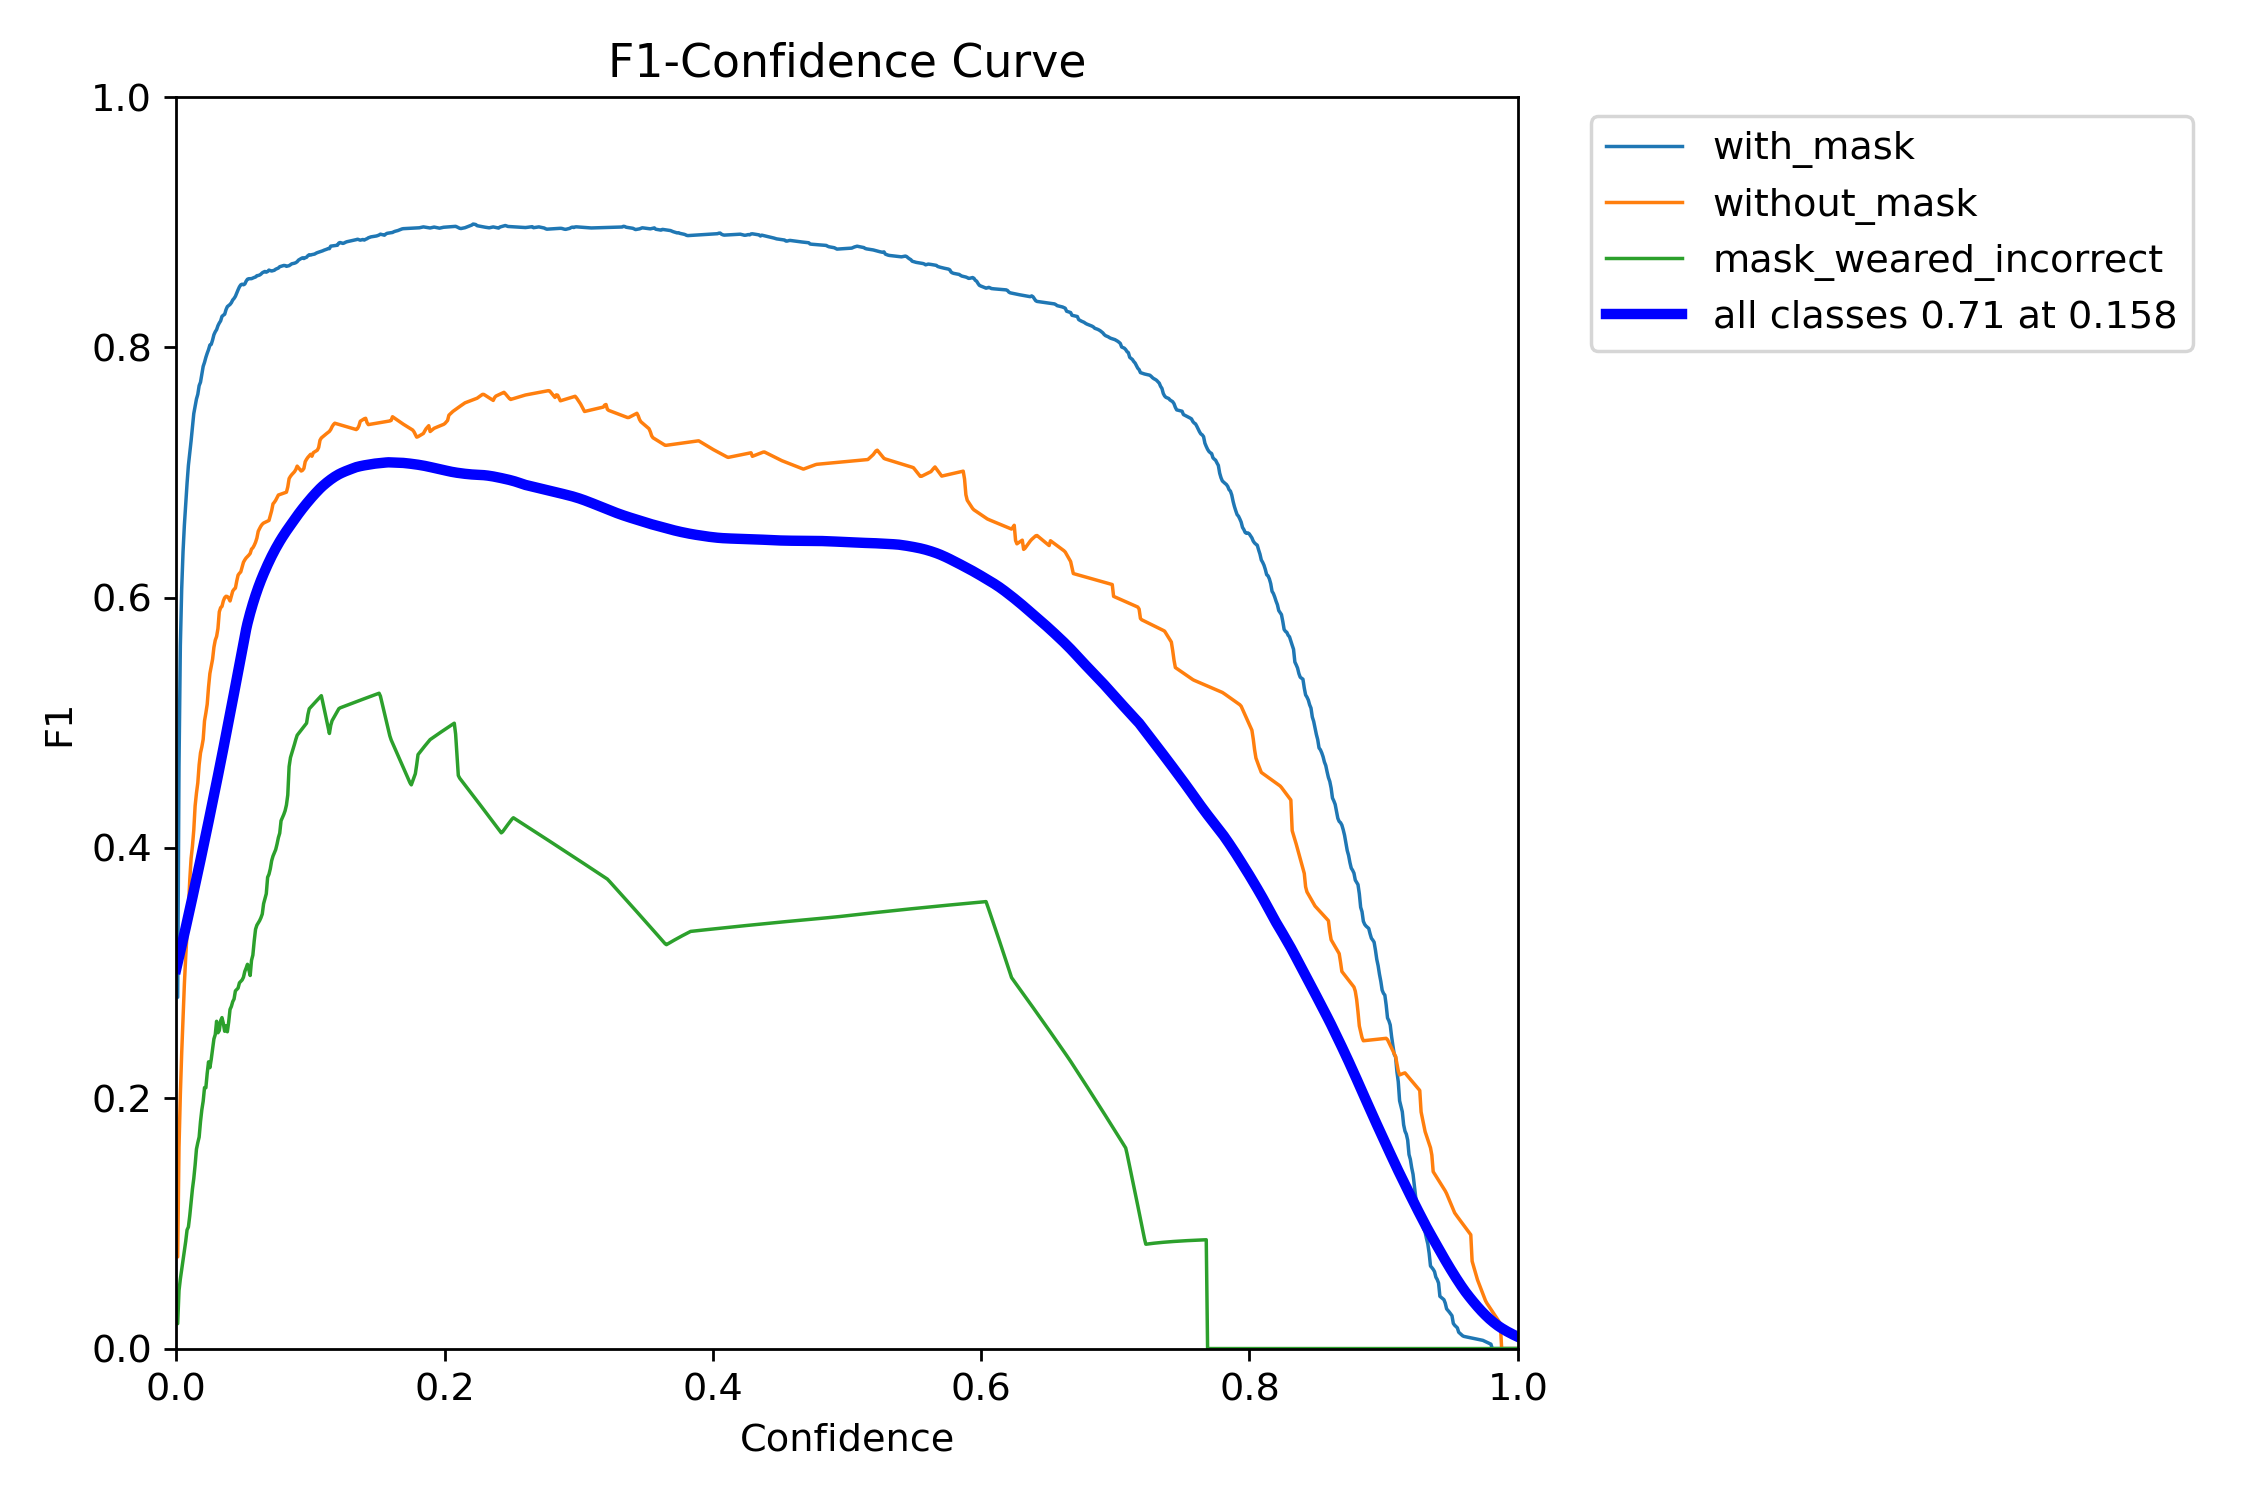 F1-Confidence Curve
1.0
0.8
0.6
0.4
0.2
0.0
F1
0.0 0.2 0.4 0.6 0.8 1.0
Confidence
with_mask
without_mask
mask_weared_incorrect
all classes 0.71 at 0.158